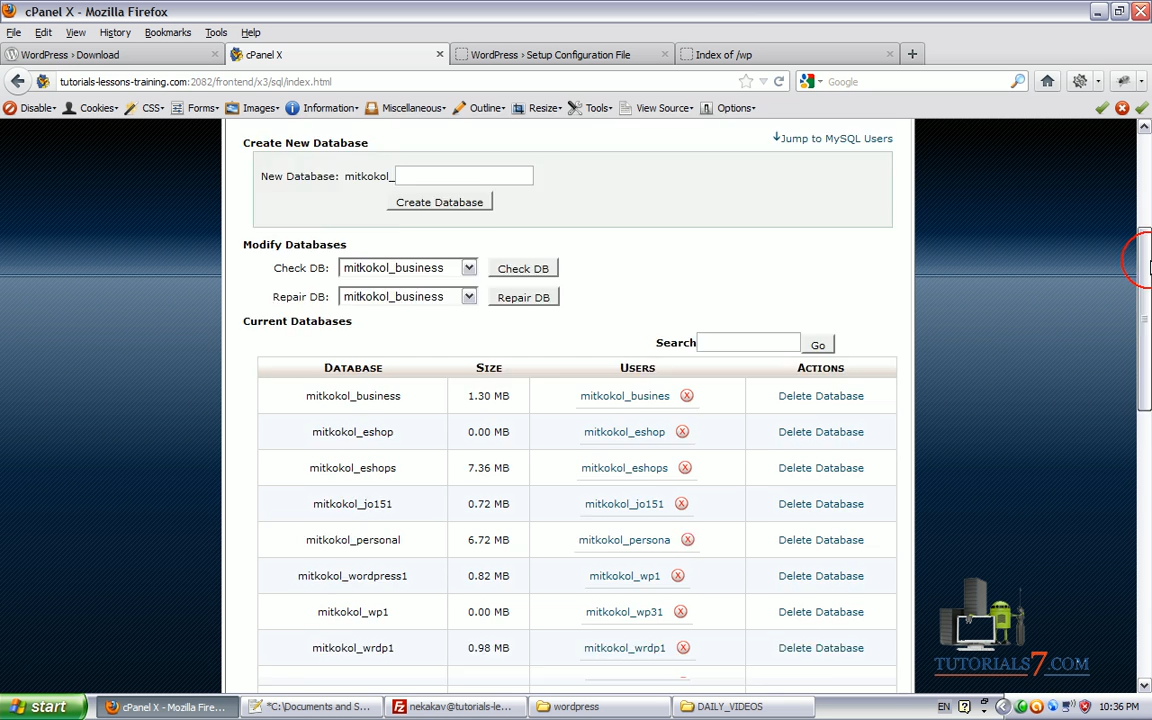 cPanel X - Mozilla Firefox
File Edit View History Bookmarks Tools Help
WordPress › Download
cPanel X
WordPress › Setup Configuration File
Index of /wp
tutorials-lessons-training.com:2082/frontend/x3/sql/index.html
Google
Disable Cookies CSS Forms Images Information Miscellaneous Outline Resize Tools View Source Options
Create New Database
Jump to MySQL Users
New Database: mitkokol_
Create Database
Modify Databases
Check DB: mitkokol_business Check DB
Repair DB: mitkokol_business Repair DB
Current Databases
Search Go
DATABASE SIZE USERS ACTIONS
mitkokol_business 1.30 MB mitkokol_busines Delete Database
mitkokol_eshop 0.00 MB mitkokol_eshop Delete Database
mitkokol_eshops 7.36 MB mitkokol_eshops Delete Database
mitkokol_jo151 0.72 MB mitkokol_jo151 Delete Database
mitkokol_personal 6.72 MB mitkokol_persona Delete Database
mitkokol_wordpress1 0.82 MB mitkokol_wp1 Delete Database
mitkokol_wp1 0.00 MB mitkokol_wp31 Delete Database
mitkokol_wrdp1 0.98 MB mitkokol_wrdp1 Delete Database
TUTORIALS7.COM
start
cPanel X - Mozilla Fire...
*C:\Documents and S...
nekakav@tutorials-le...
wordpress
DAILY_VIDEOS
EN
10:36 PM